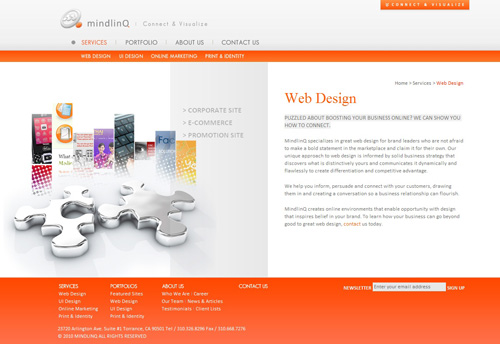 CONNECT & VISUALIZE
mindlinQ | Connect & Visualize
SERVICES | PORTFOLIO | ABOUT US | CONTACT US
WEB DESIGN UI DESIGN ONLINE MARKETING PRINT & IDENTITY
Home > Services > Web Design
Web Design
> CORPORATE SITE
> E-COMMERCE
> PROMOTION SITE
PUZZLED ABOUT BOOSTING YOUR BUSINESS ONLINE? WE CAN SHOW
YOU HOW TO CONNECT.
MindlinQ specializes in great web design for brand leaders who are not afraid
to make a bold statement in the marketplace and claim it for their own. Our
unique approach to web design is informed by solid business strategy that
discovers what is distinctively yours and communicates it dynamically and
flawlessly to create differentiation and competitive advantage.
We help you inform, persuade and connect with your customers, drawing
them in and creating a conversation so a business relationship can flourish.
MindlinQ creates online environments that enable opportunity with design
that inspires belief in your brand. To learn how your business can go beyond
good to great web design, contact us today.
SERVICES PORTFOLIOS ABOUT US CONTACT US
Web Design Featured Sites Who We Are · Career
UI Design Web Design Our Team · News & Articles
Online Marketing UI Design Testimonials · Client Lists
Print & Identity Print & Identity
NEWSLETTER Enter your email address SIGN UP
23720 Arlington Ave. Suite #1 Torrance, CA 90501 Tel / 310.326.8396 Fax / 310.668.7276
© 2010 MINDLINQ ALL RIGHTS RESERVED.